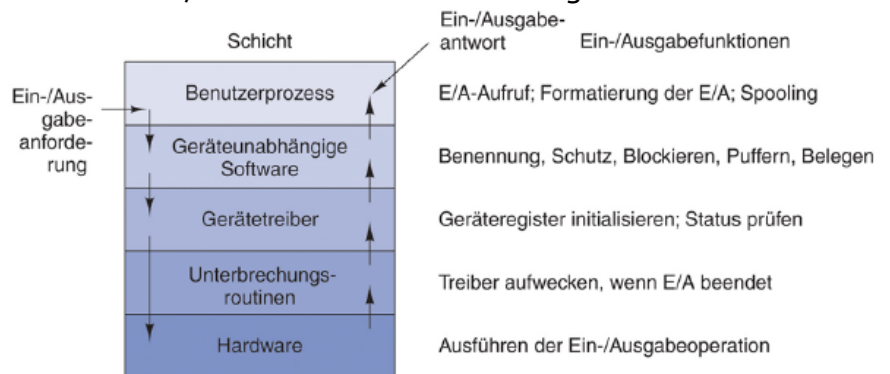 Schicht
Ein-/Ausgabe-
antwort
Ein-/Ausgabefunktionen
Ein-/Aus-
gabe-
anforde-
rung
Benutzerprozess
E/A-Aufruf; Formatierung der E/A; Spooling
Geräteunabhängige
Software
Benennung, Schutz, Blockieren, Puffern, Belegen
Gerätetreiber
Geräteregister initialisieren; Status prüfen
Unterbrechungs-
routinen
Treiber aufwecken, wenn E/A beendet
Hardware
Ausführen der Ein-/Ausgabeoperation